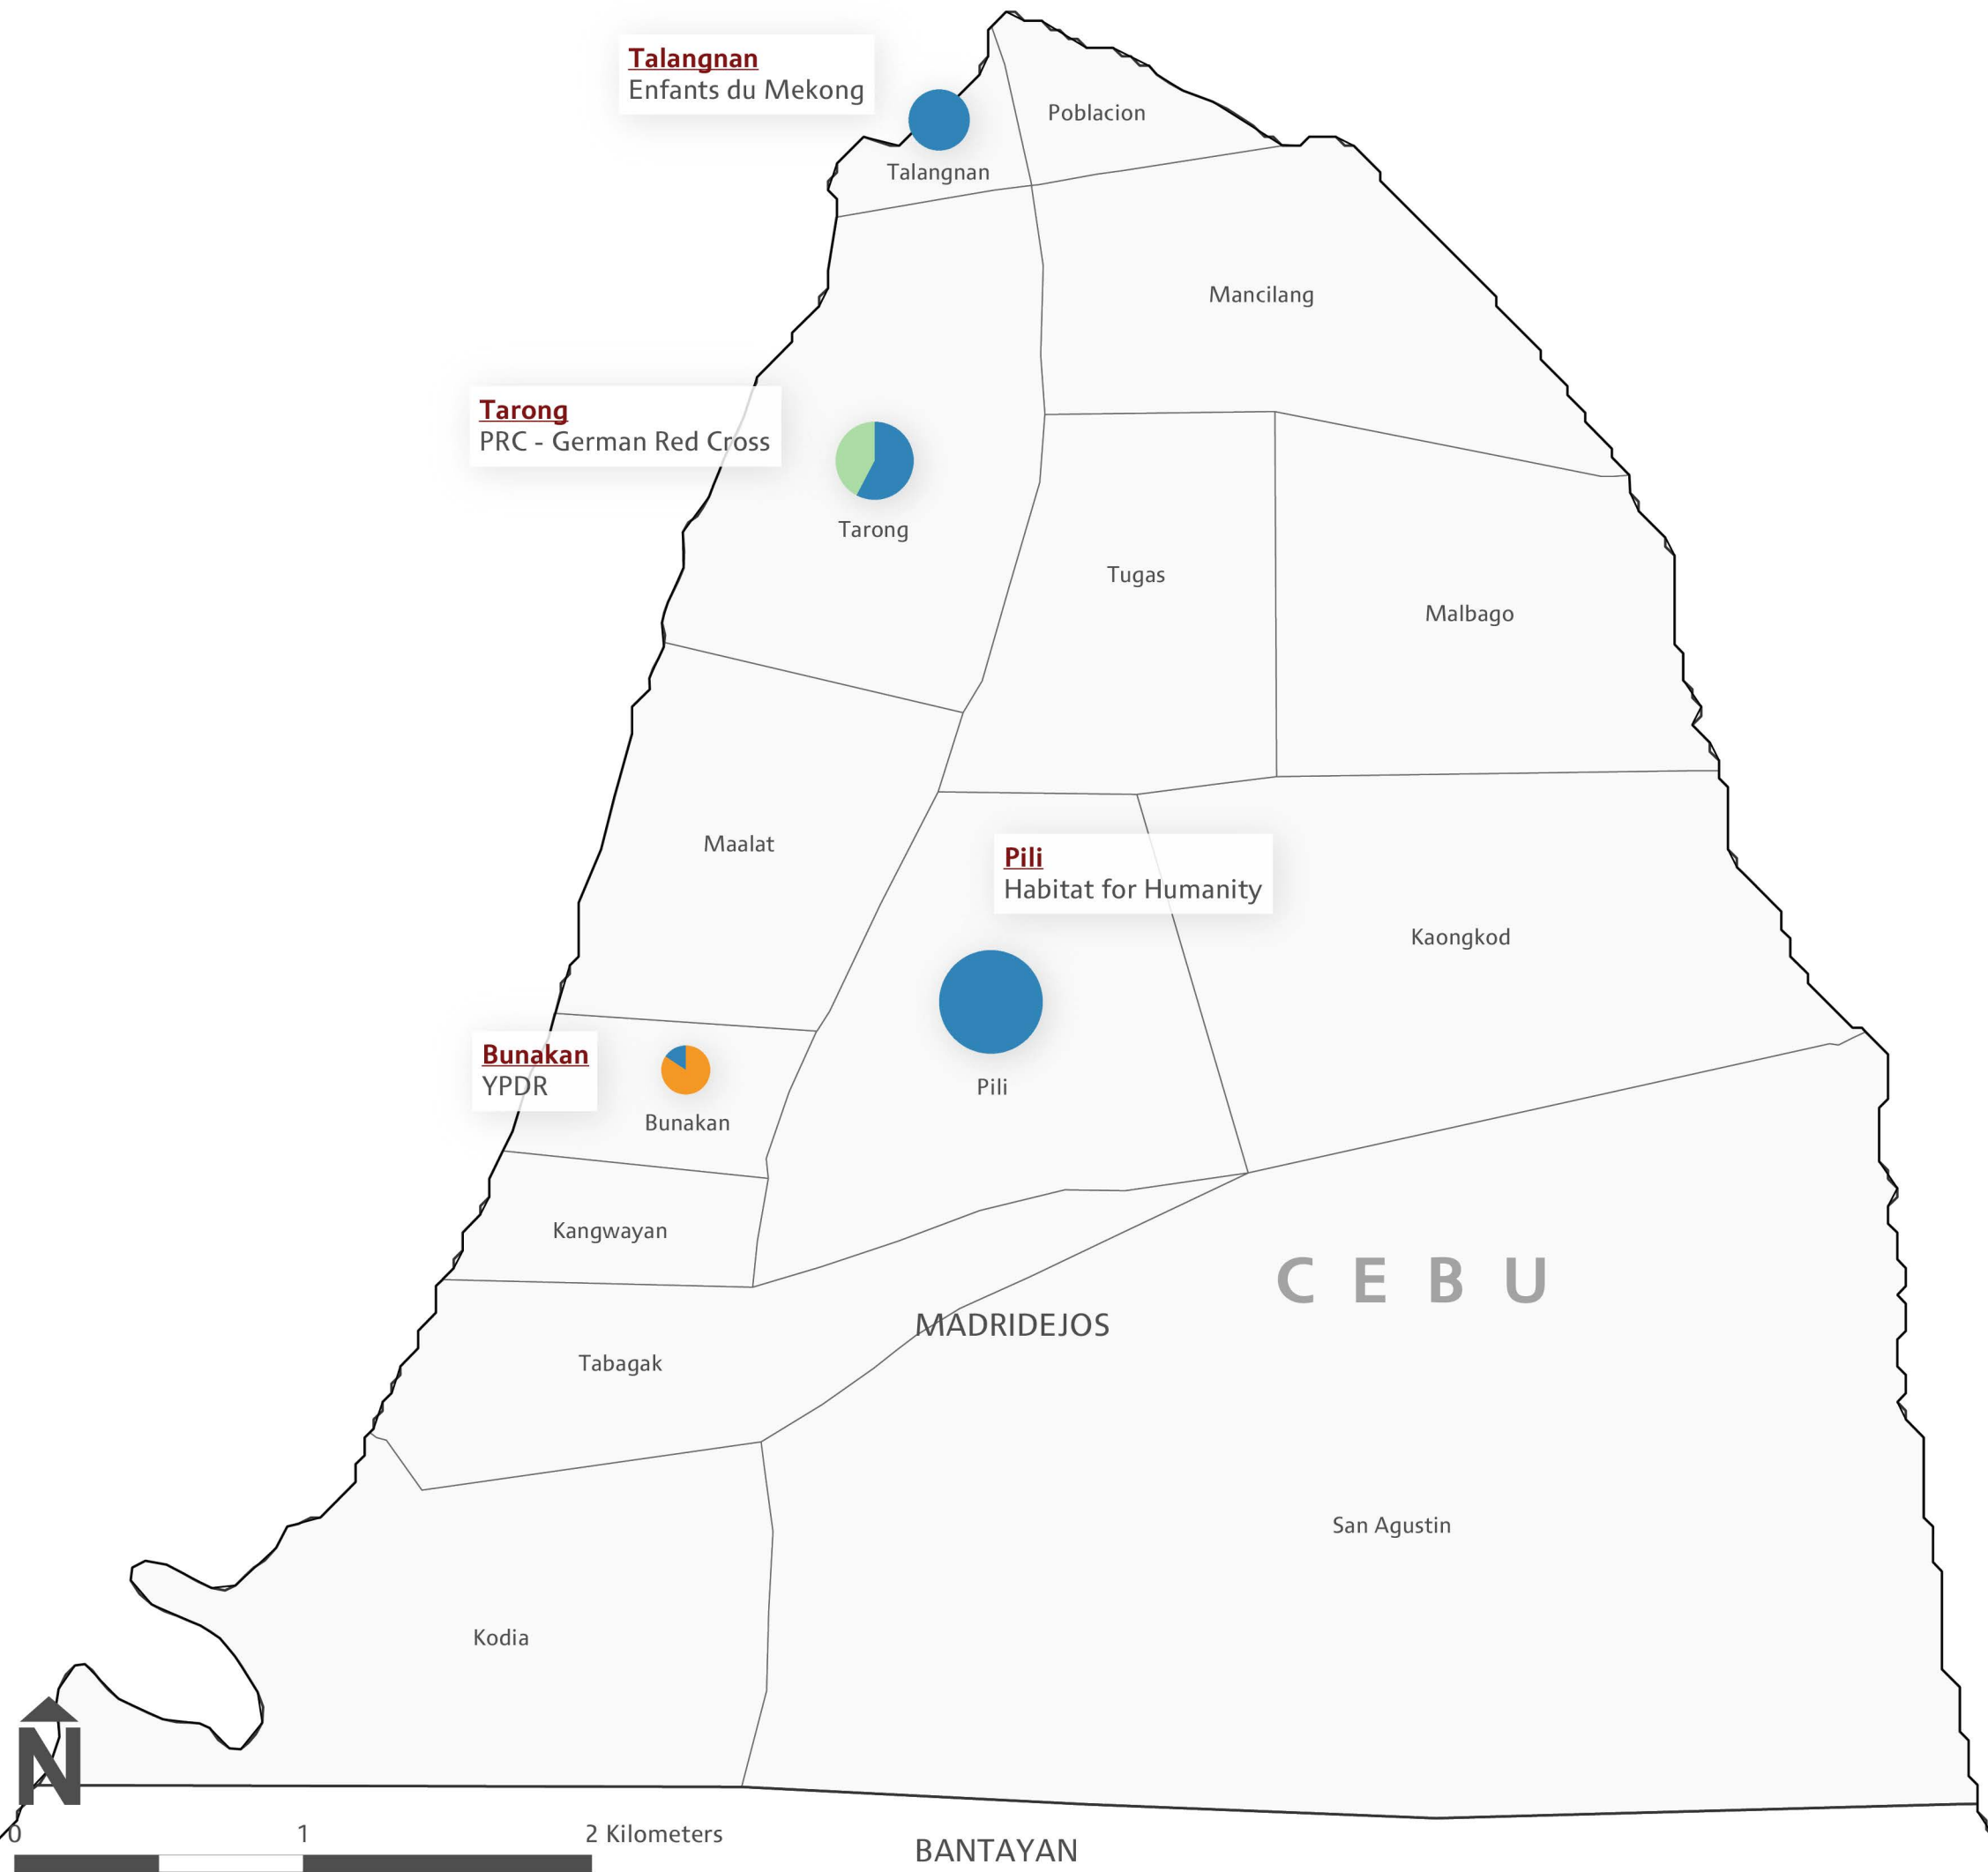 Talangnan
Enfants du Mekong
Poblacion
Talangnan
Mancilang
Tarong
PRC - German Red Cross
Tarong
Tugas
Malbago
Maalat
Pili
Habitat for Humanity
Kaongkod
Bunakan
YPDR
Pili
Bunakan
Kangwayan
C E B U
MADRIDEJOS
Tabagak
San Agustin
Kodia
N
0 1 2 Kilometers
BANTAYAN